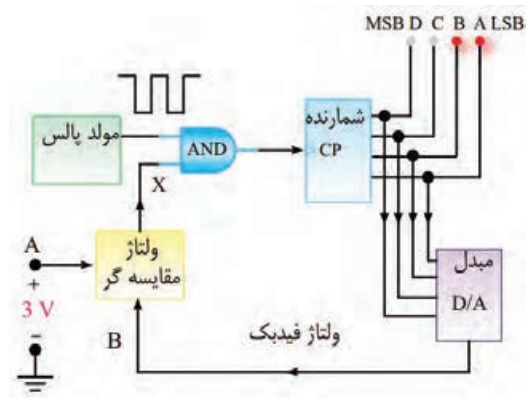 MSB D C B A LSB
مولد پالس
AND
شمارنده
CP
X
A
+
3 V
−
ولتاژ
مقایسه گر
B
ولتاژ فیدبک
مبدل
D/A